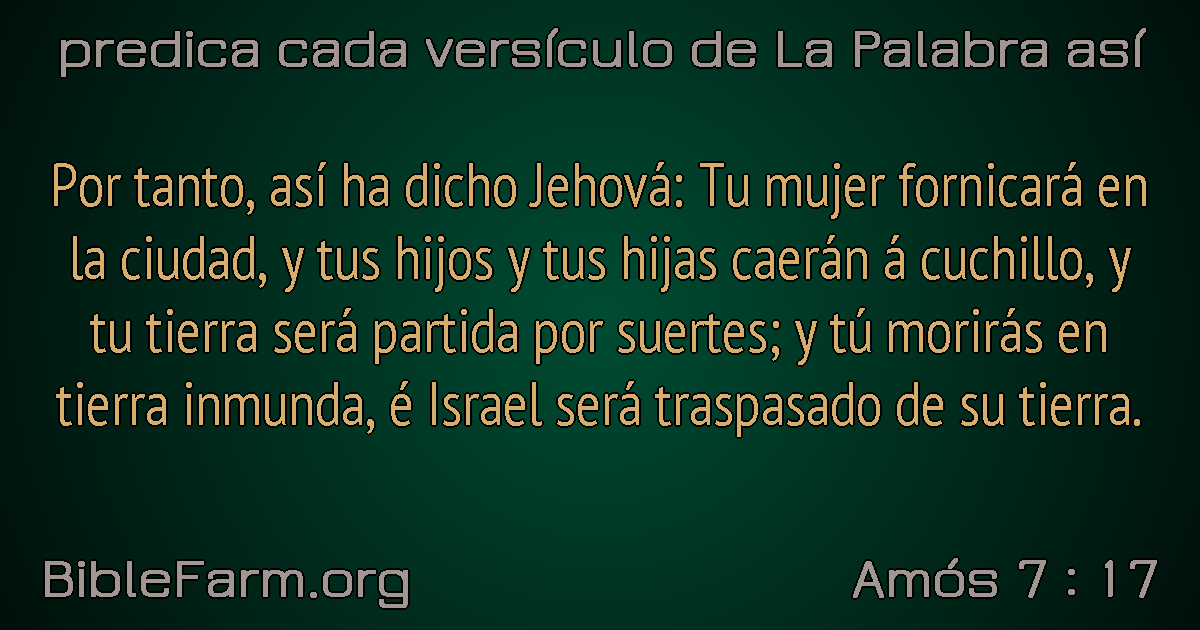 predica cada versículo de La Palabra así
Por tanto, así ha dicho Jehová: Tu mujer fornicará en
la ciudad, y tus hijos y tus hijas caerán á cuchillo, y
tu tierra será partida por suertes; y tú morirás en
tierra inmunda, é Israel será traspasado de su tierra.
BibleFarm.org
Amós 7 : 17